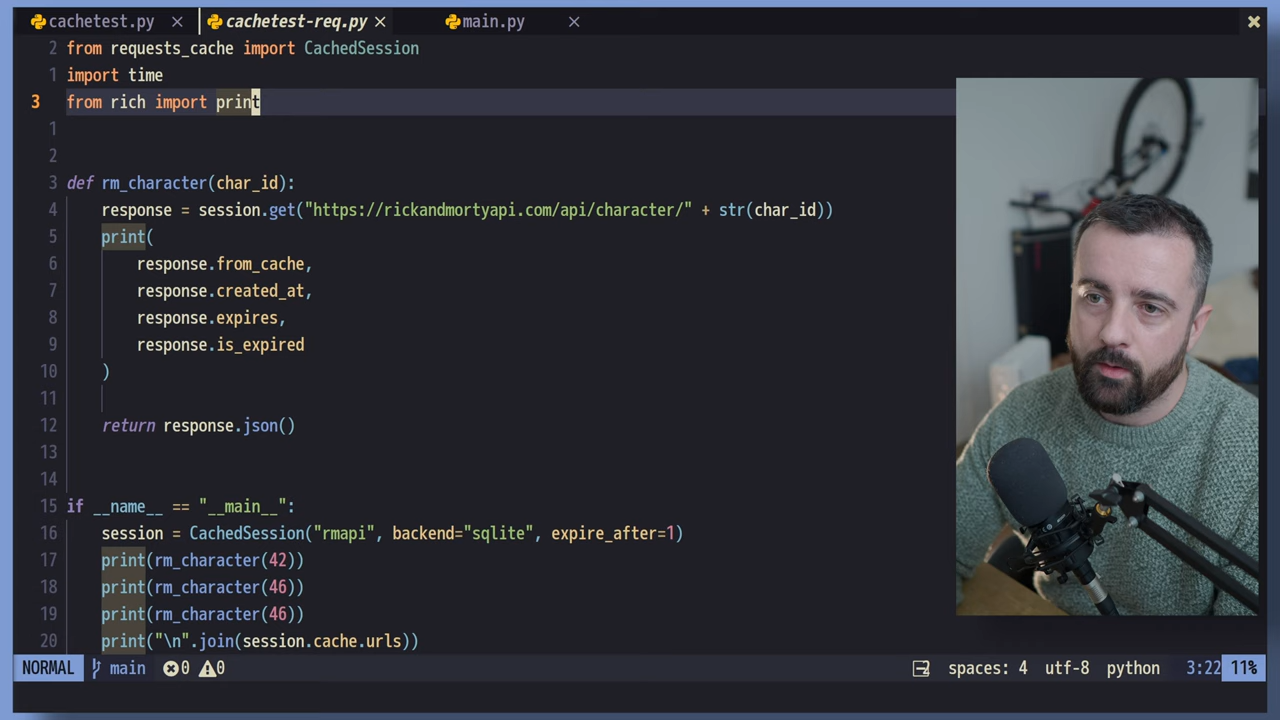 cachetest.py × cachetest-req.py × main.py × ×
2 from requests_cache import CachedSession
1 import time
3 from rich import print
1
2
3 def rm_character(char_id):
4 response = session.get("https://rickandmortyapi.com/api/character/" + str(char_id))
5 print(
6 response.from_cache,
7 response.created_at,
8 response.expires,
9 response.is_expired
10 )
11
12 return response.json()
13
14
15 if __name__ == "__main__":
16 session = CachedSession("rmapi", backend="sqlite", expire_after=1)
17 print(rm_character(42))
18 print(rm_character(46))
19 print(rm_character(46))
20 print("\n".join(session.cache.urls))
NORMAL main 0 0 spaces: 4 utf-8 python 3:22 11%